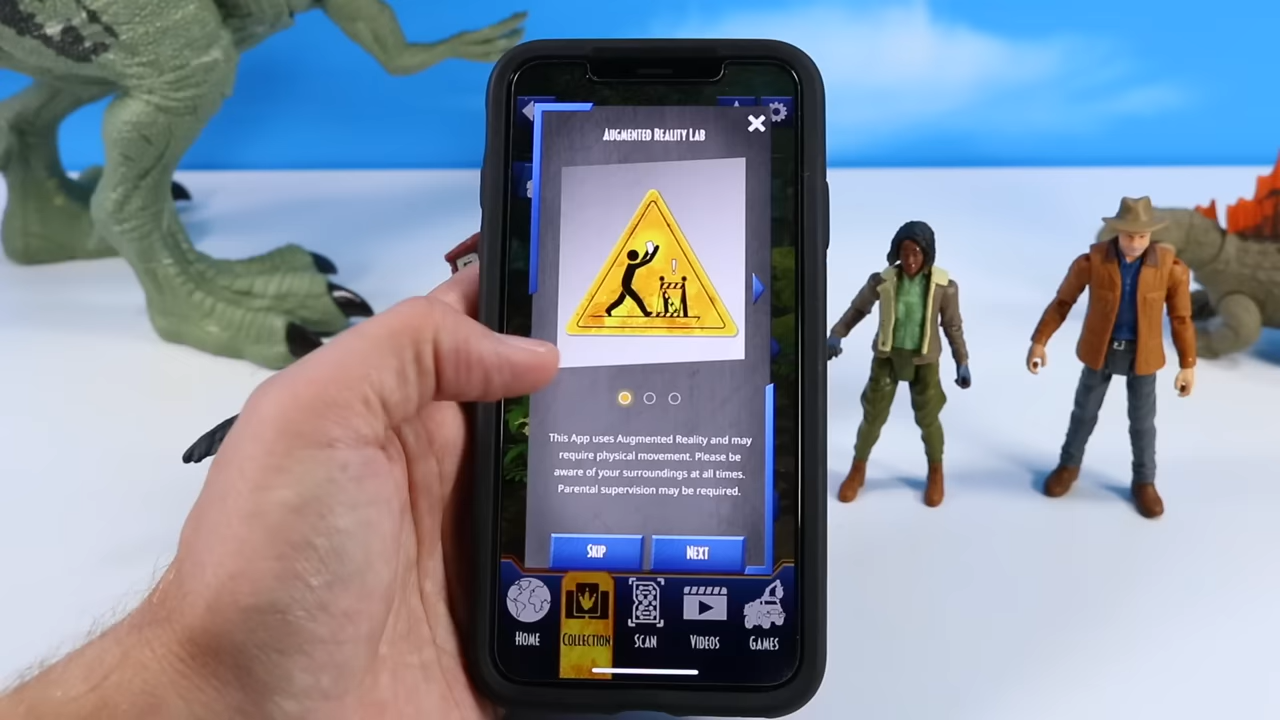 AUGMENTED REALITY LAB
!
This App uses Augmented Reality and may
require physical movement. Please be
aware of your surroundings at all times.
Parental supervision may be required.
SKIP NEXT
HOME COLLECTION SCAN VIDEOS GAMES